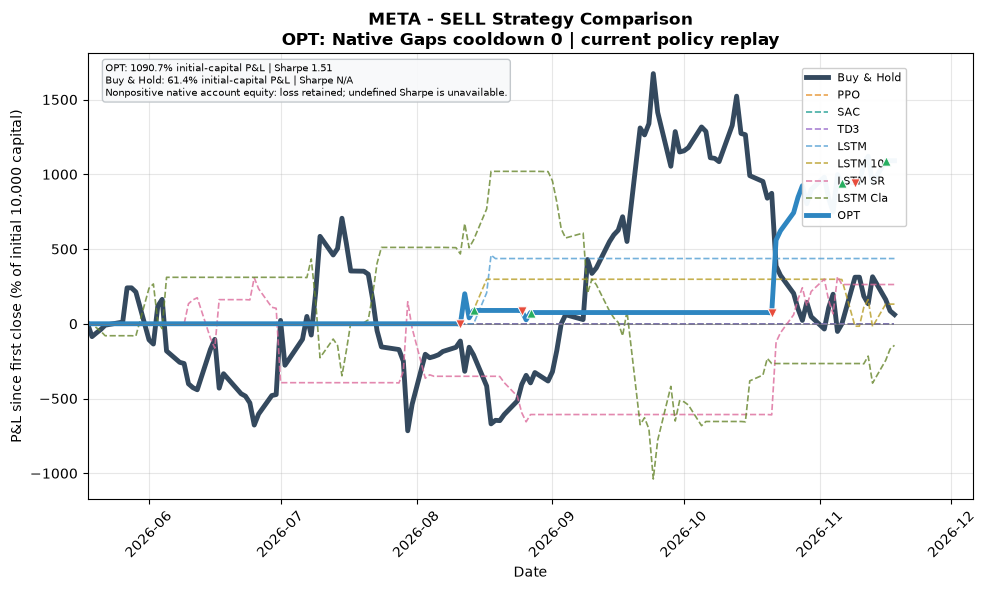 META - SELL Strategy Comparison
OPT: Native Gaps cooldown 0 | current policy replay
OPT: 1090.7% initial-capital P&L | Sharpe 1.51
Buy & Hold: 61.4% initial-capital P&L | Sharpe N/A
Nonpositive native account equity: loss retained; undefined Sharpe is unavailable.
Buy & Hold
PPO
SAC
TD3
LSTM
LSTM 10
LSTM SR
LSTM Cla
OPT
P&L since first close (% of initial 10,000 capital)
1500
1000
500
0
−500
−1000
2026-06
2026-07
2026-08
2026-09
2026-10
2026-11
2026-12
Date